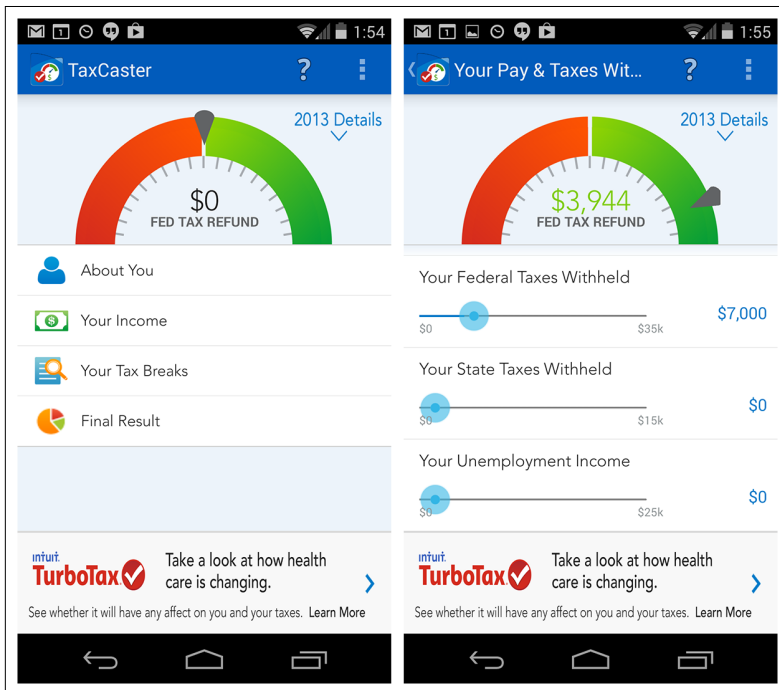 1:54
TaxCaster
?
2013 Details
$0
FED TAX REFUND
About You
Your Income
Your Tax Breaks
Final Result
intuit.
TurboTax
Take a look at how health
care is changing.
See whether it will have any affect on you and your taxes. Learn More
1:55
Your Pay & Taxes Wit...
?
2013 Details
$3,944
FED TAX REFUND
Your Federal Taxes Withheld
$7,000
$0 $35k
Your State Taxes Withheld
$0
$0 $15k
Your Unemployment Income
$0
$0 $25k
intuit.
TurboTax
Take a look at how health
care is changing.
See whether it will have any affect on you and your taxes. Learn More